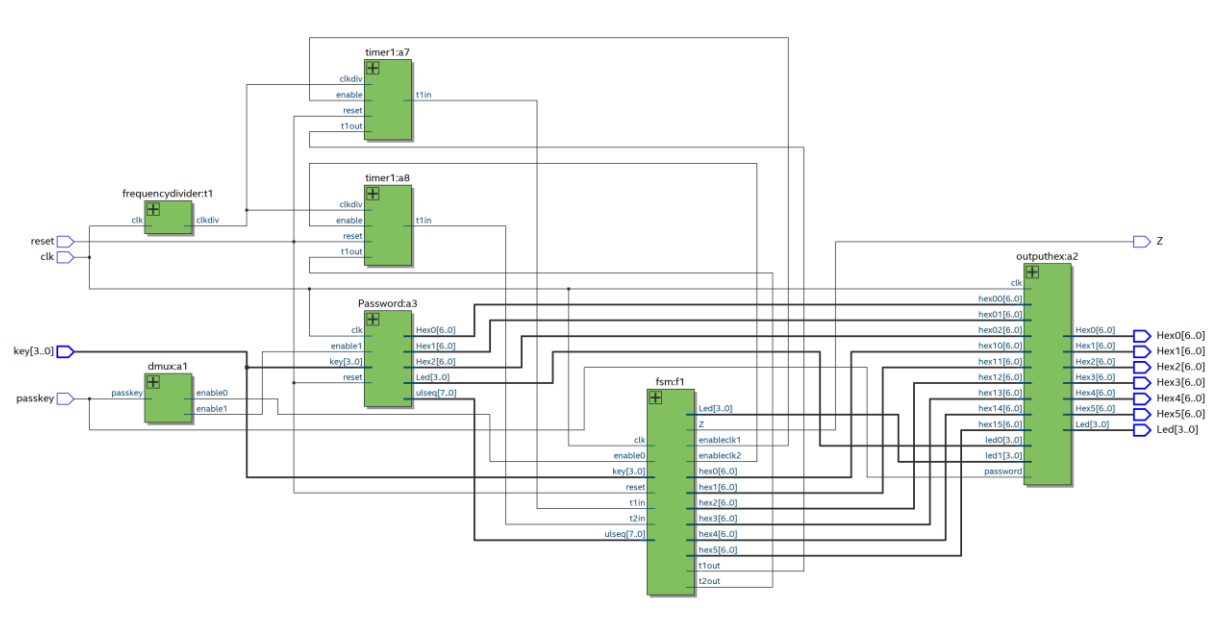 timer1:a7
clkdiv
enable
reset
t1out
t1in
timer1:a8
clkdiv
enable
reset
t1out
t1in
frequencydivider:t1
clk
clkdiv
reset
clk
key[3..0]
passkey
dmux:a1
passkey
enable0
enable1
Password:a3
clk
enable1
key[3..0]
reset
Hex0[6..0]
Hex1[6..0]
Hex2[6..0]
Led[3..0]
ulseq[7..0]
fsm:f1
clk
enable0
key[3..0]
reset
t1in
t2in
ulseq[7..0]
Led[3..0]
Z
enableclk1
enableclk2
hex0[6..0]
hex1[6..0]
hex2[6..0]
hex3[6..0]
hex4[6..0]
hex5[6..0]
t1out
t2out
outputhex:a2
clk
hex00[6..0]
hex01[6..0]
hex02[6..0]
hex10[6..0]
hex11[6..0]
hex12[6..0]
hex13[6..0]
hex14[6..0]
hex15[6..0]
led0[3..0]
led1[3..0]
password
Hex0[6..0]
Hex1[6..0]
Hex2[6..0]
Hex3[6..0]
Hex4[6..0]
Hex5[6..0]
Led[3..0]
Z
Hex0[6..0]
Hex1[6..0]
Hex2[6..0]
Hex3[6..0]
Hex4[6..0]
Hex5[6..0]
Led[3..0]